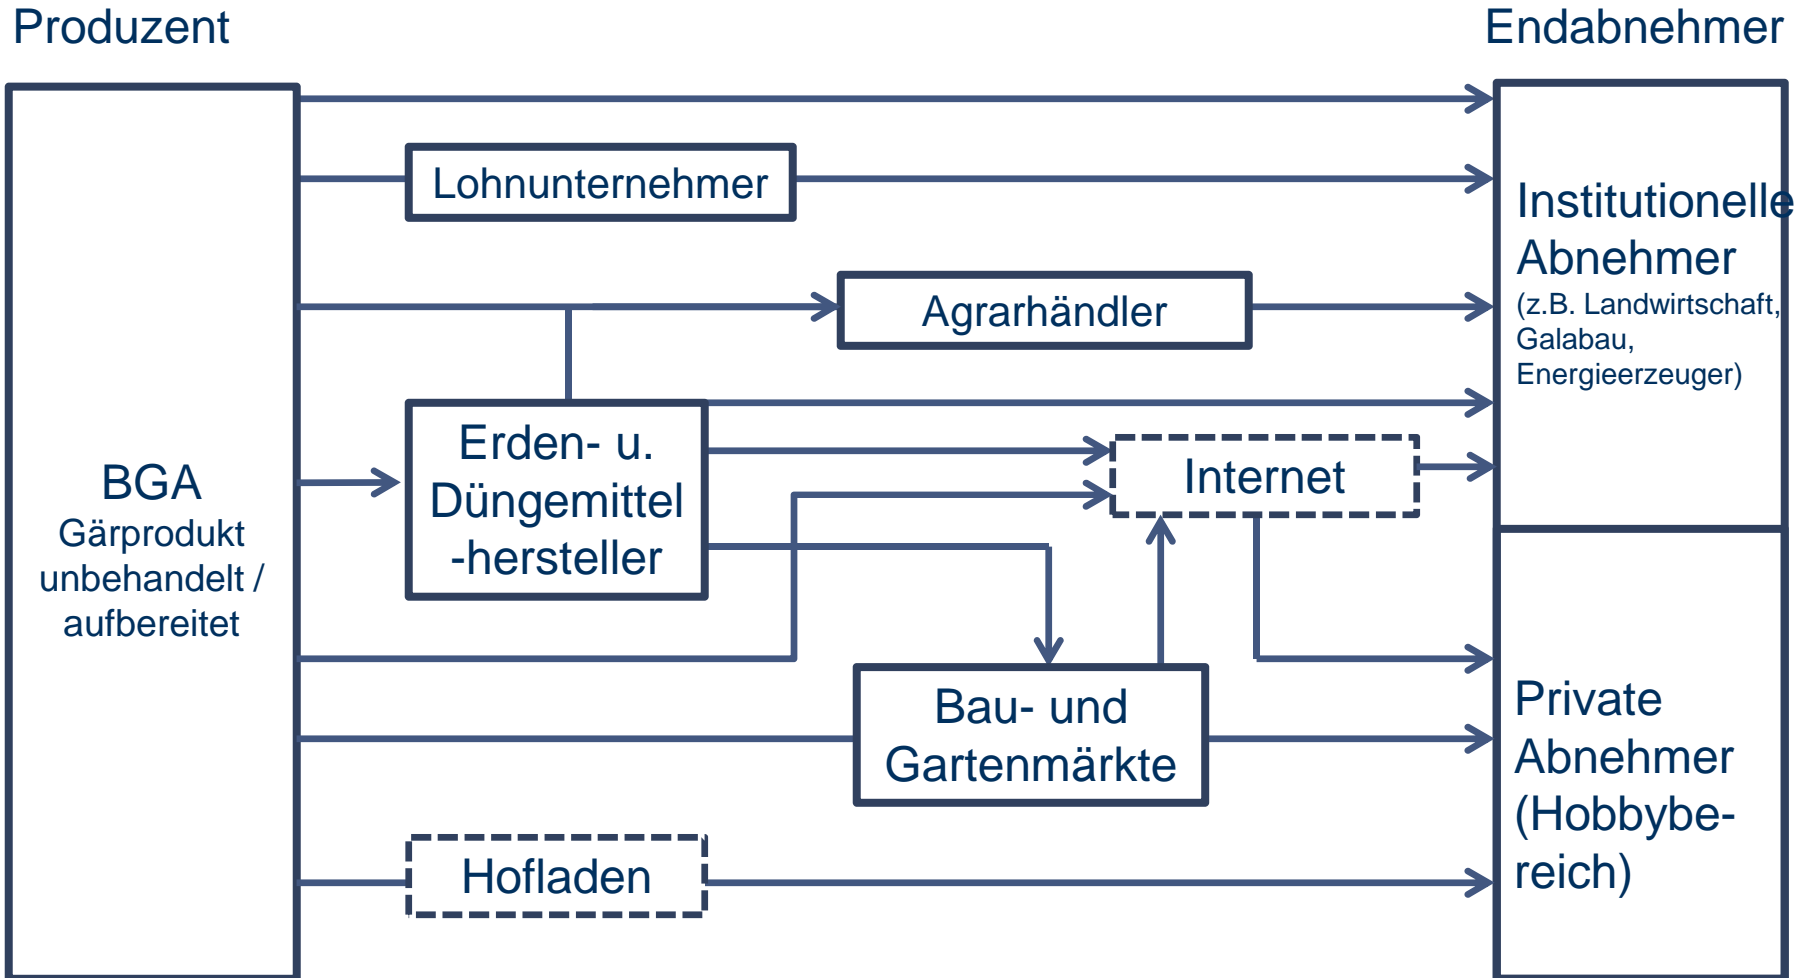 Produzent
Endabnehmer
Lohnunternehmer
Institutionelle
Abnehmer
(z.B. Landwirtschaft,
Galabau,
Energieerzeuger)
Agrarhändler
BGA
Gärprodukt
unbehandelt /
aufbereitet
Erden- u.
Düngemittel
-hersteller
Internet
Bau- und
Gartenmärkte
Private
Abnehmer
(Hobbybe-
reich)
Hofladen